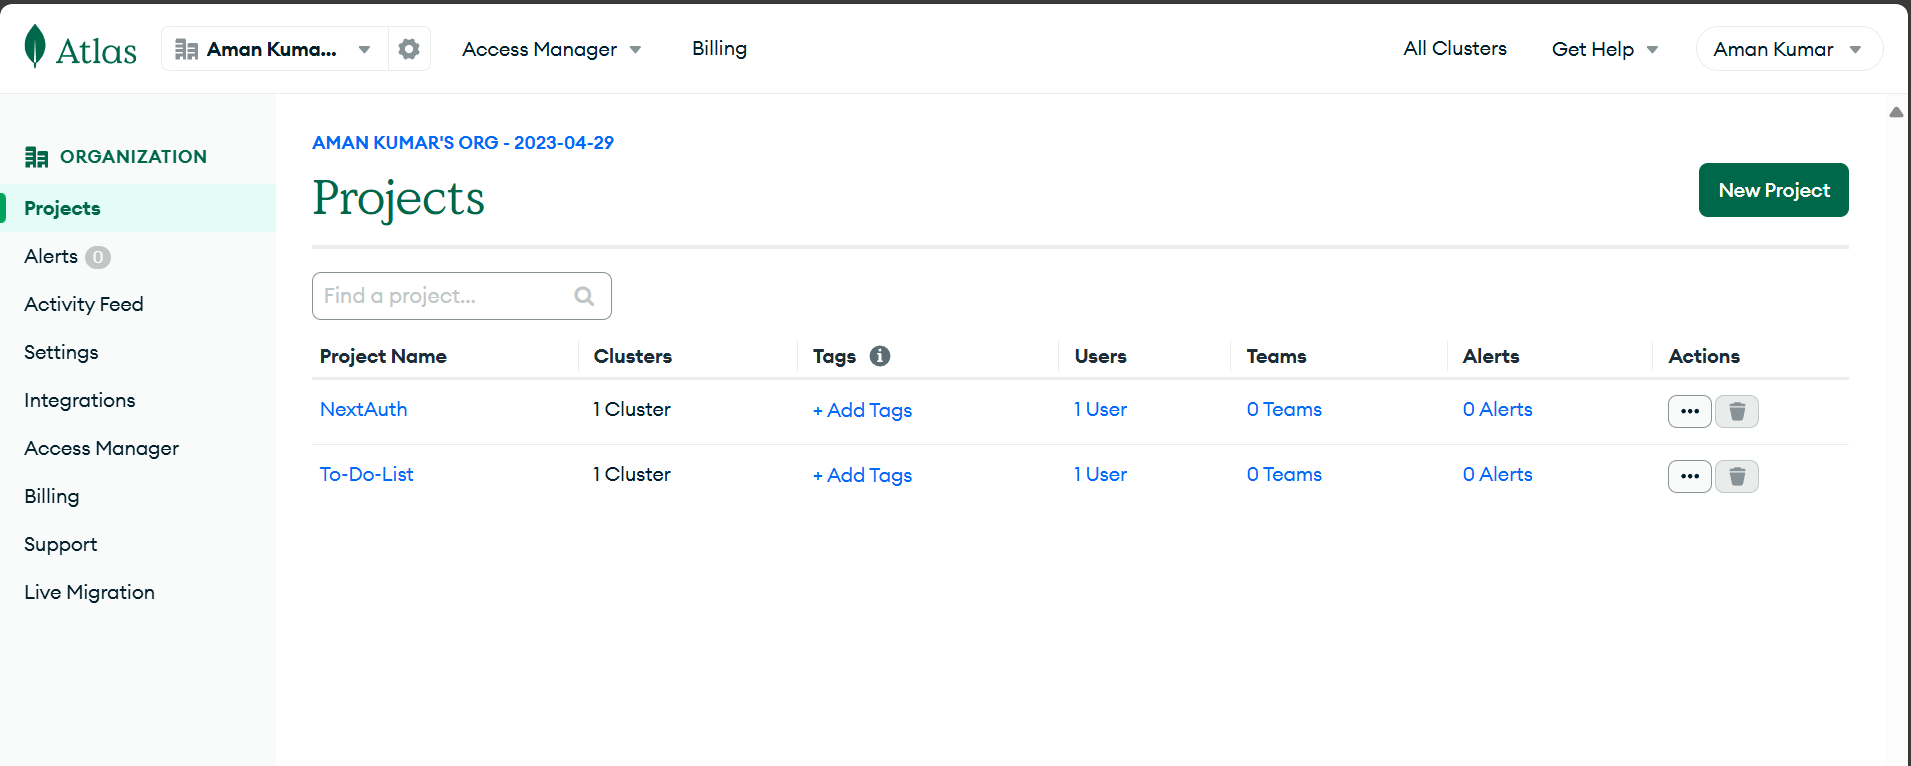 Atlas
Aman Kuma...
Access Manager
Billing
All Clusters
Get Help
Aman Kumar
ORGANIZATION
Projects
Alerts 0
Activity Feed
Settings
Integrations
Access Manager
Billing
Support
Live Migration
AMAN KUMAR'S ORG - 2023-04-29
Projects
New Project
Find a project...
Project Name Clusters Tags Users Teams Alerts Actions
NextAuth 1 Cluster + Add Tags 1 User 0 Teams 0 Alerts
To-Do-List 1 Cluster + Add Tags 1 User 0 Teams 0 Alerts